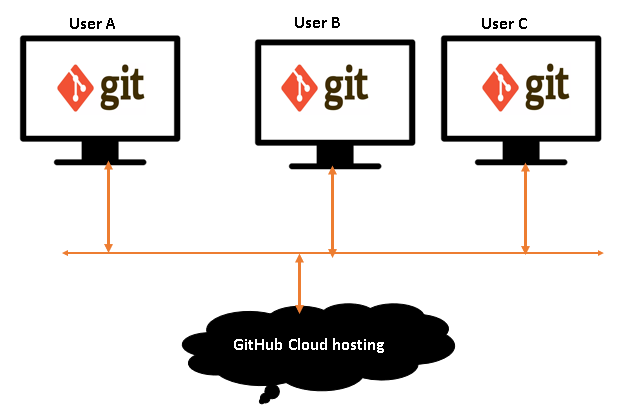 User A
User B
User C
git
git
git
GitHub Cloud hosting